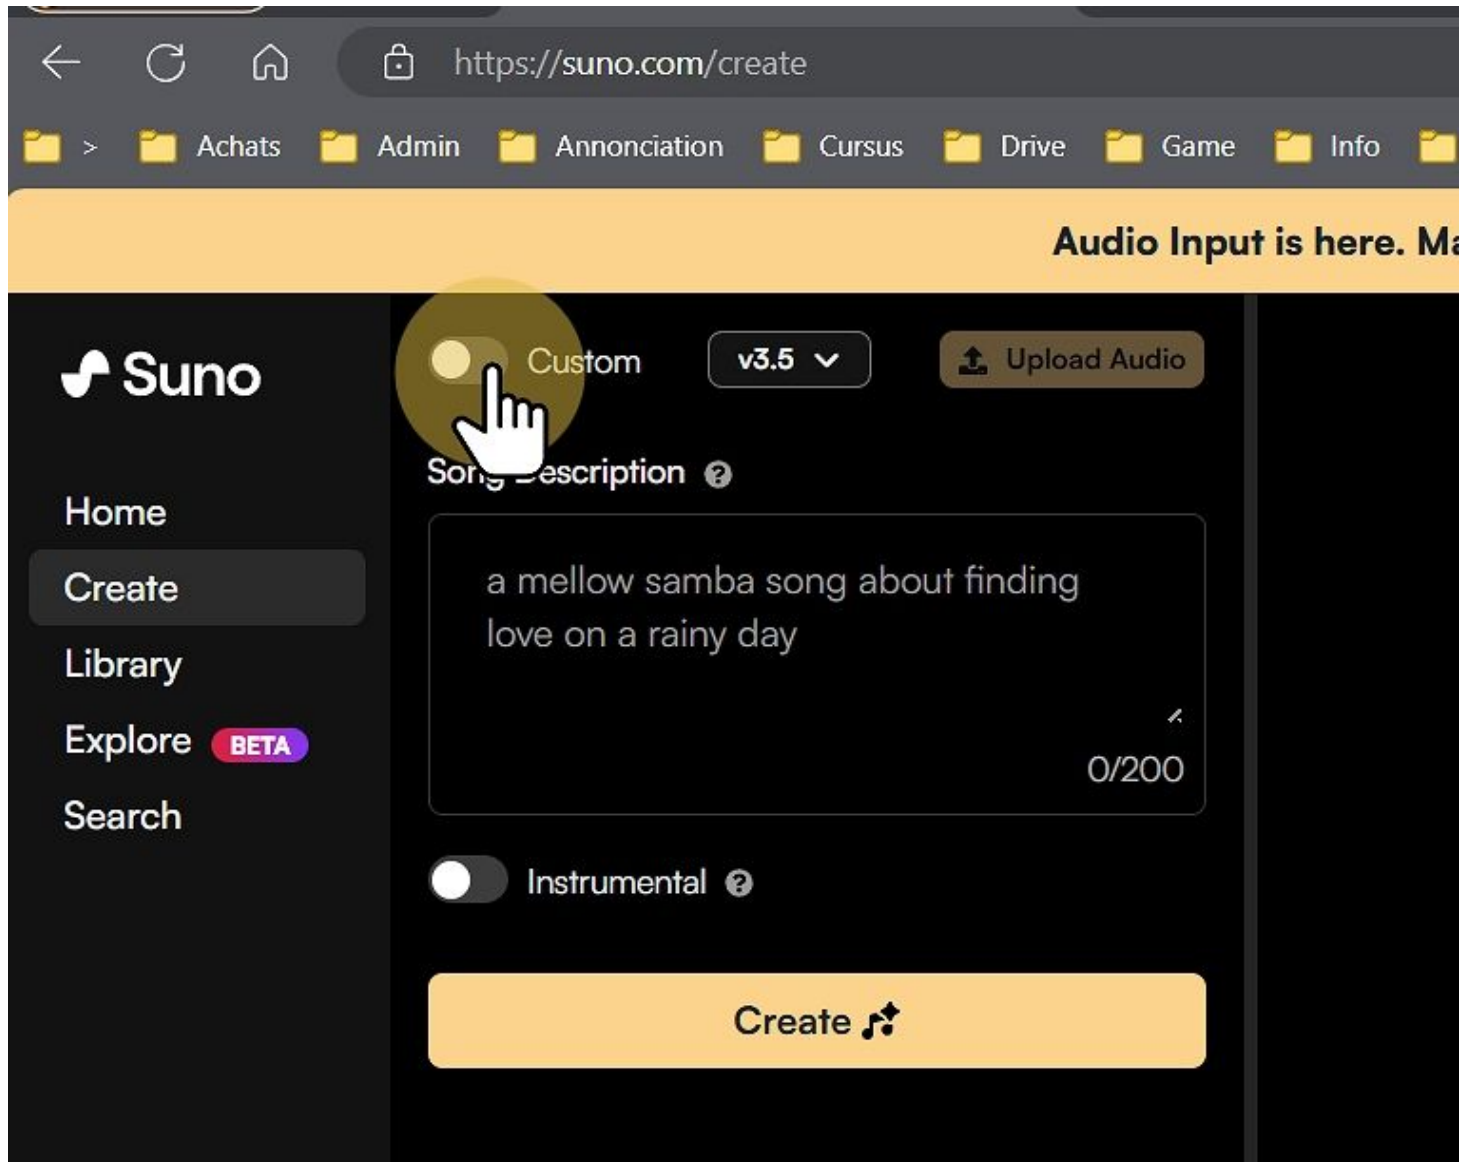 https://suno.com/create
> Achats Admin Annonciation Cursus Drive Game Info
Audio Input is here.
Suno
Custom v3.5 Upload Audio
Song Description ?
Home
Create
Library
Explore BETA
Search
a mellow samba song about finding
love on a rainy day
0/200
Instrumental ?
Create